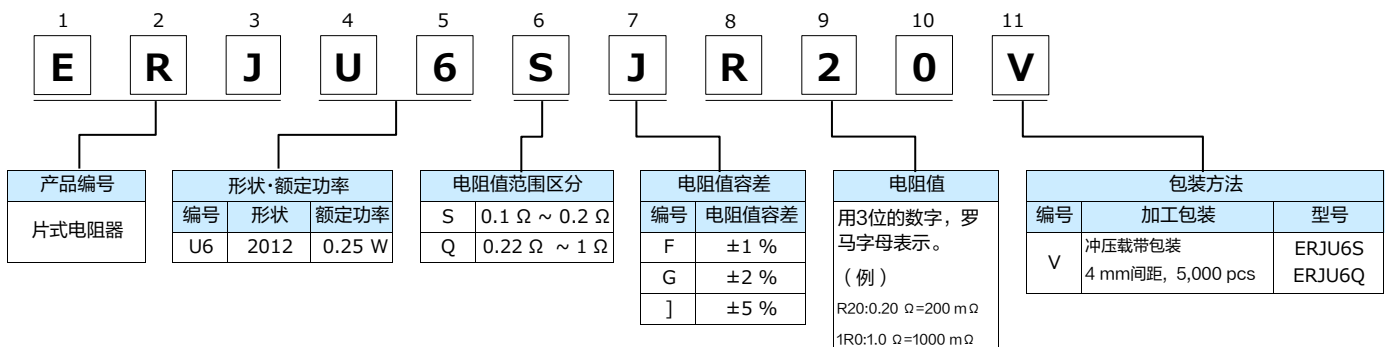 1 2 3 4 5 6 7 8 9 10 11
E R J U 6 S J R 2 0 V
产品编号
片式电阻器
形状·额定功率
编号 形状 额定功率
U6 2012 0.25 W
电阻值范围区分
S 0.1 Ω ~ 0.2 Ω
Q 0.22 Ω ~ 1 Ω
电阻值容差
编号 电阻值容差
F ±1 %
G ±2 %
] ±5 %
电阻值
用3位的数字，罗
马字母表示。
（例）
R20:0.20 Ω=200 mΩ
1R0:1.0 Ω=1000 mΩ
包装方法
编号 加工包装 型号
V
冲压载带包装
4 mm间距，5,000 pcs
ERJU6S
ERJU6Q